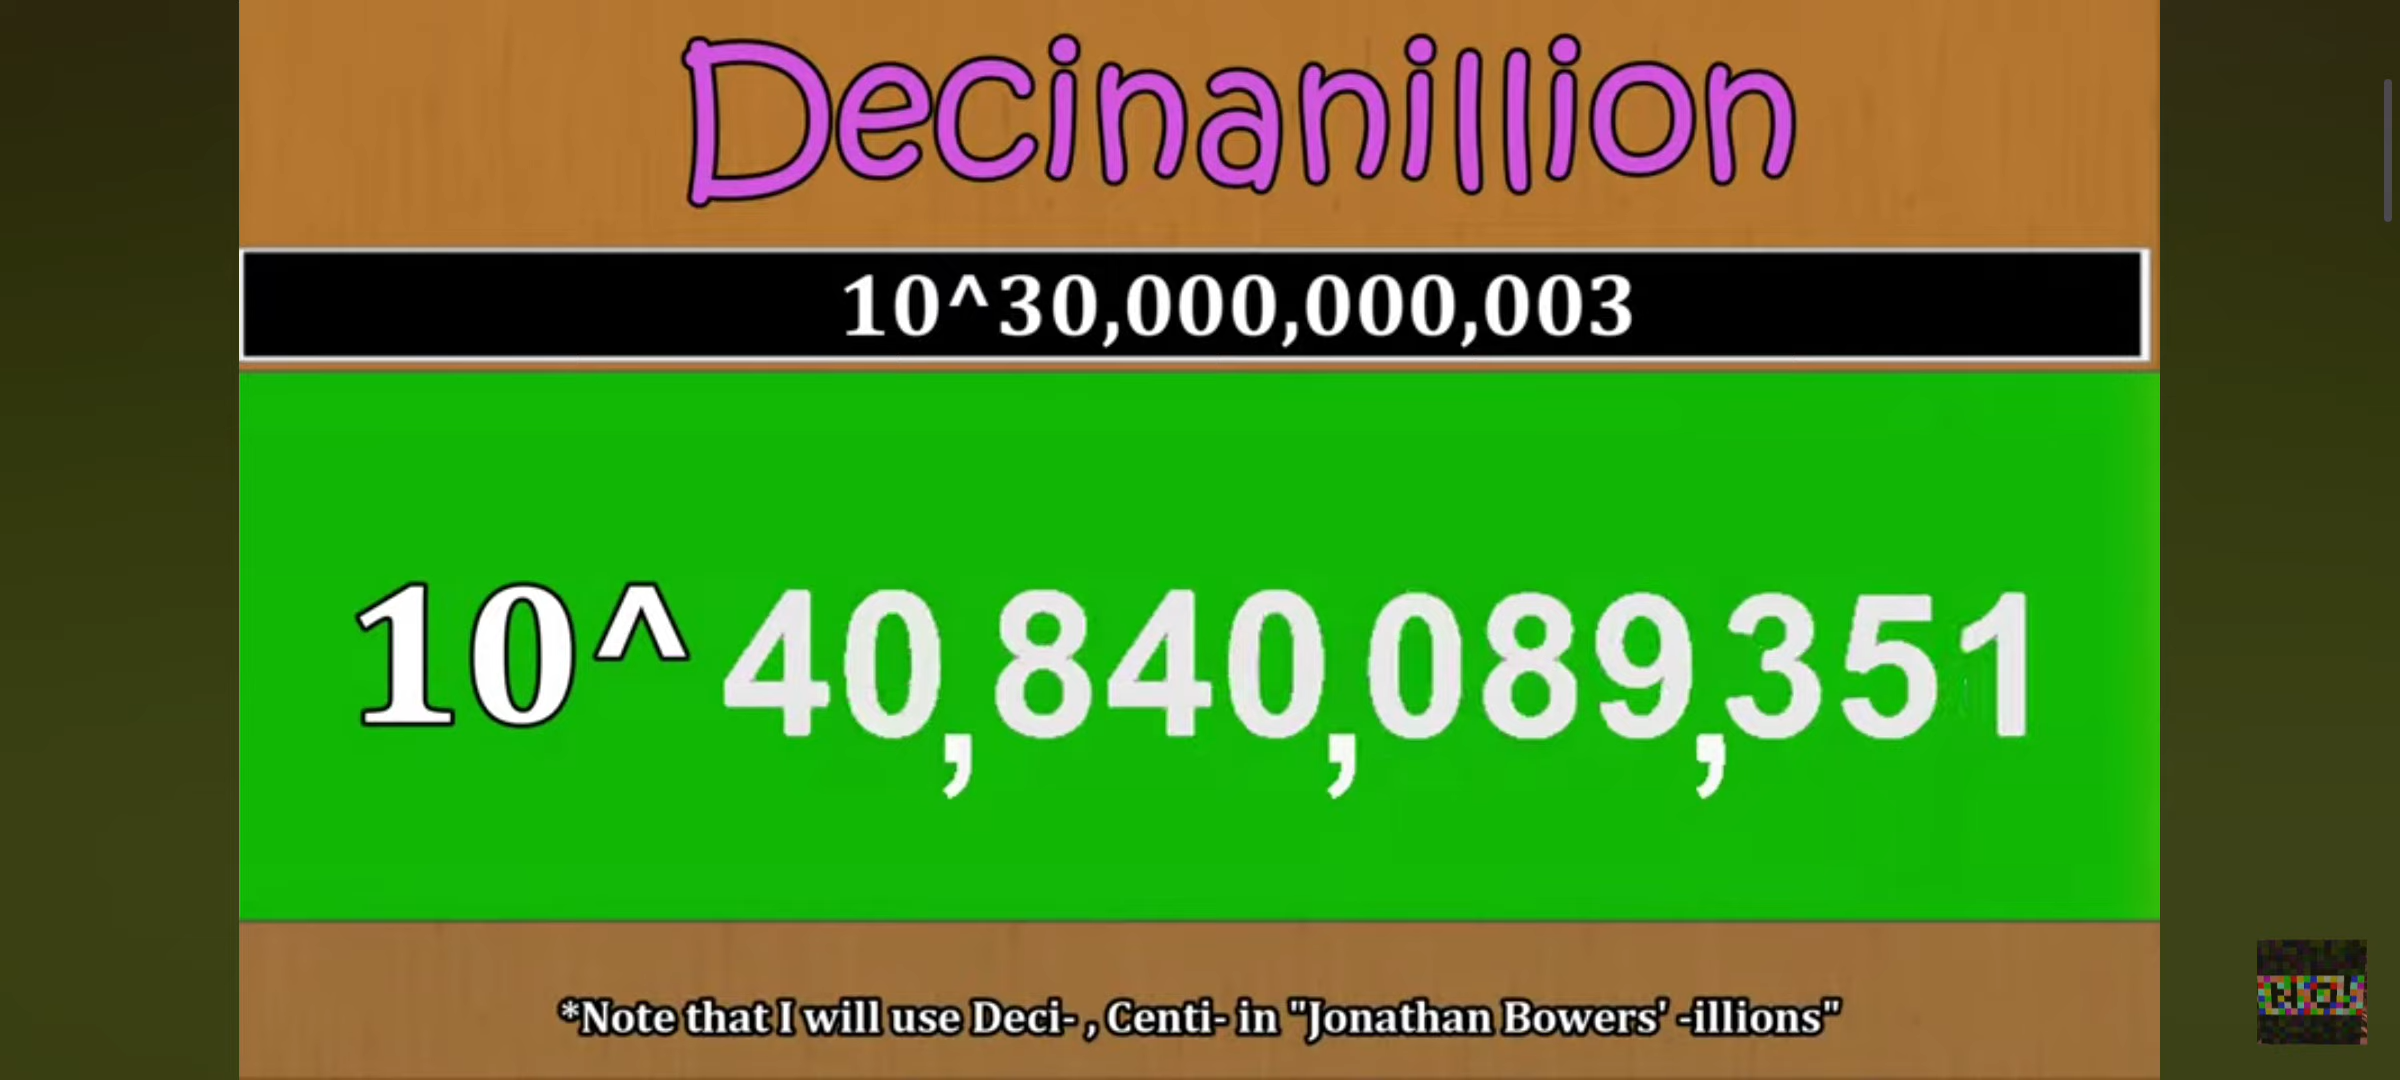 Decinanillion
10^30,000,000,003
10^40,840,089,351
*Note that I will use Deci- , Centi- in "Jonathan Bowers' -illions"